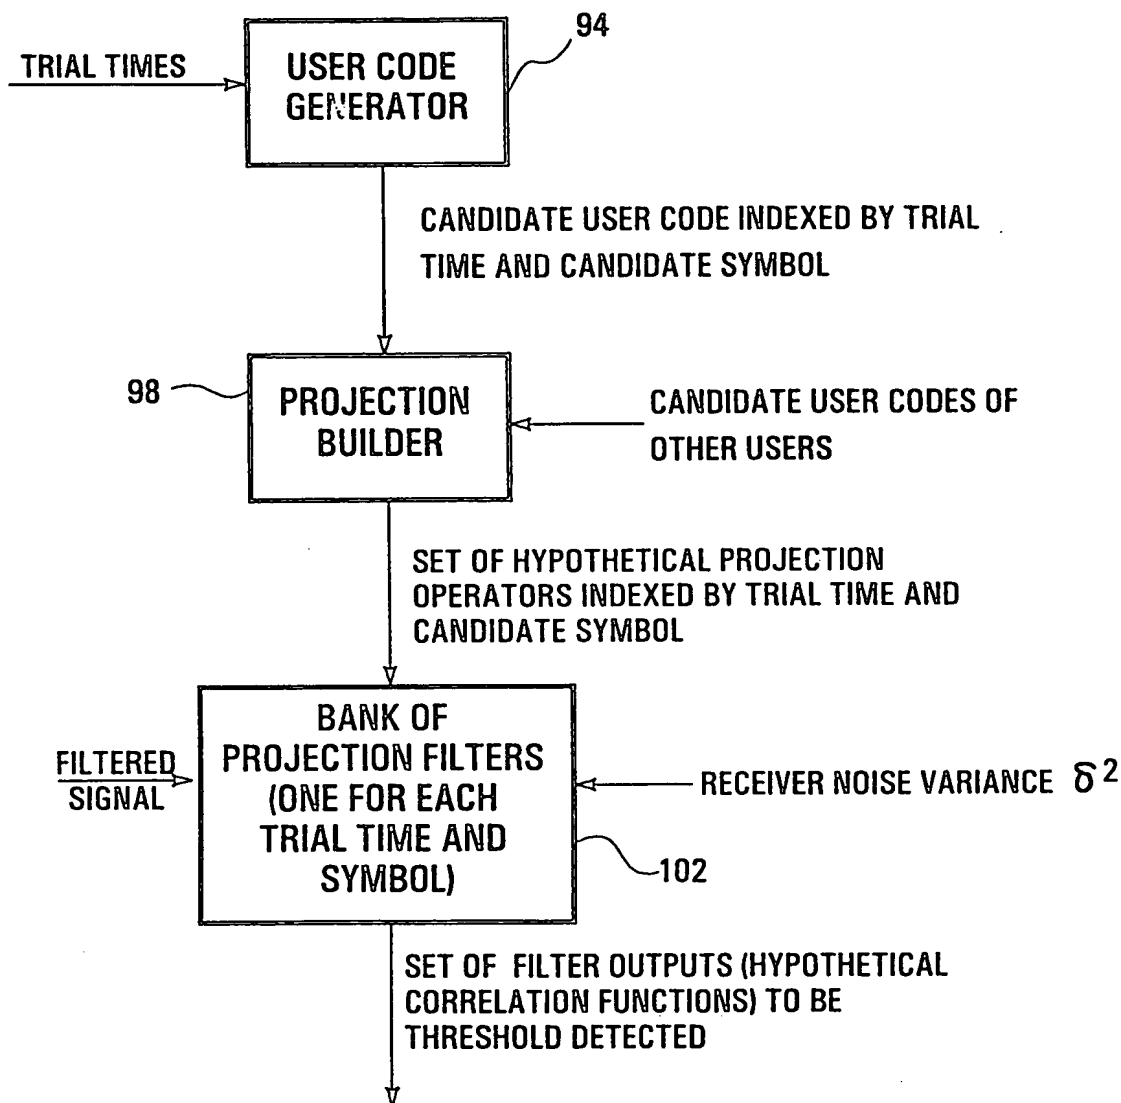 94
TRIAL TIMES
USER CODE
GENERATOR
CANDIDATE USER CODE INDEXED BY TRIAL
TIME AND CANDIDATE SYMBOL
98
PROJECTION
BUILDER
CANDIDATE USER CODES OF
OTHER USERS
SET OF HYPOTHETICAL PROJECTION
OPERATORS INDEXED BY TRIAL TIME AND
CANDIDATE SYMBOL
FILTERED
SIGNAL
BANK OF
PROJECTION FILTERS
(ONE FOR EACH
TRIAL TIME AND
SYMBOL)
RECEIVER NOISE VARIANCE δ²
102
SET OF FILTER OUTPUTS (HYPOTHETICAL
CORRELATION FUNCTIONS) TO BE
THRESHOLD DETECTED